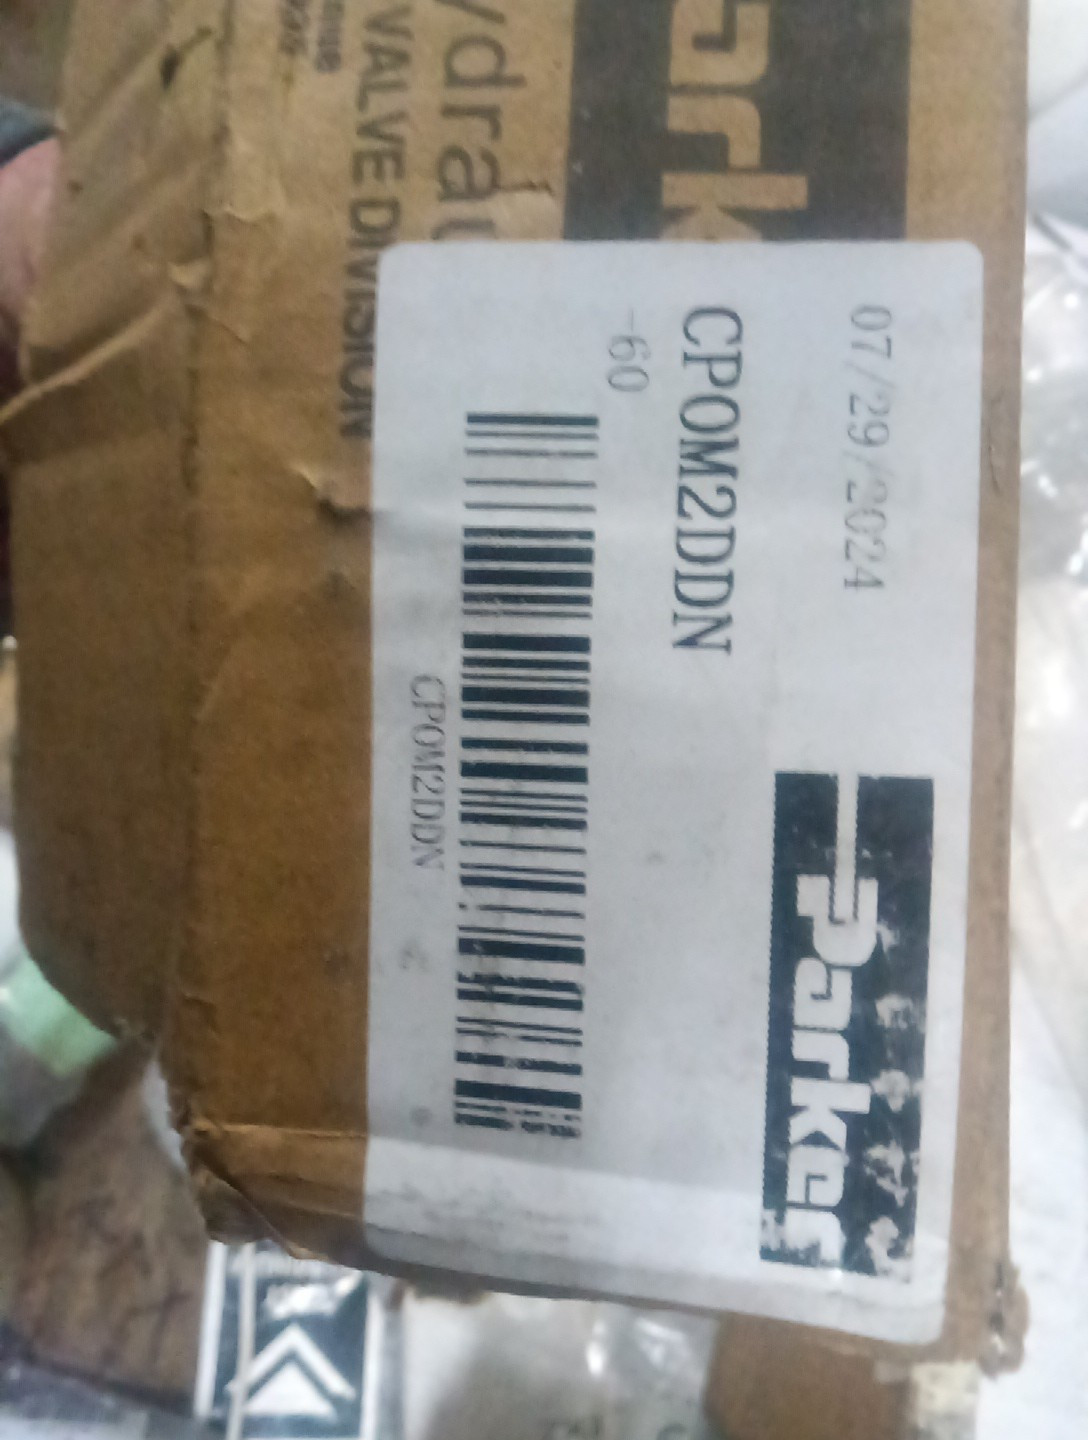 07/29/2024
Parker
CPOM2DDN
-60
CPOM2DDN
VALVE DIVISION